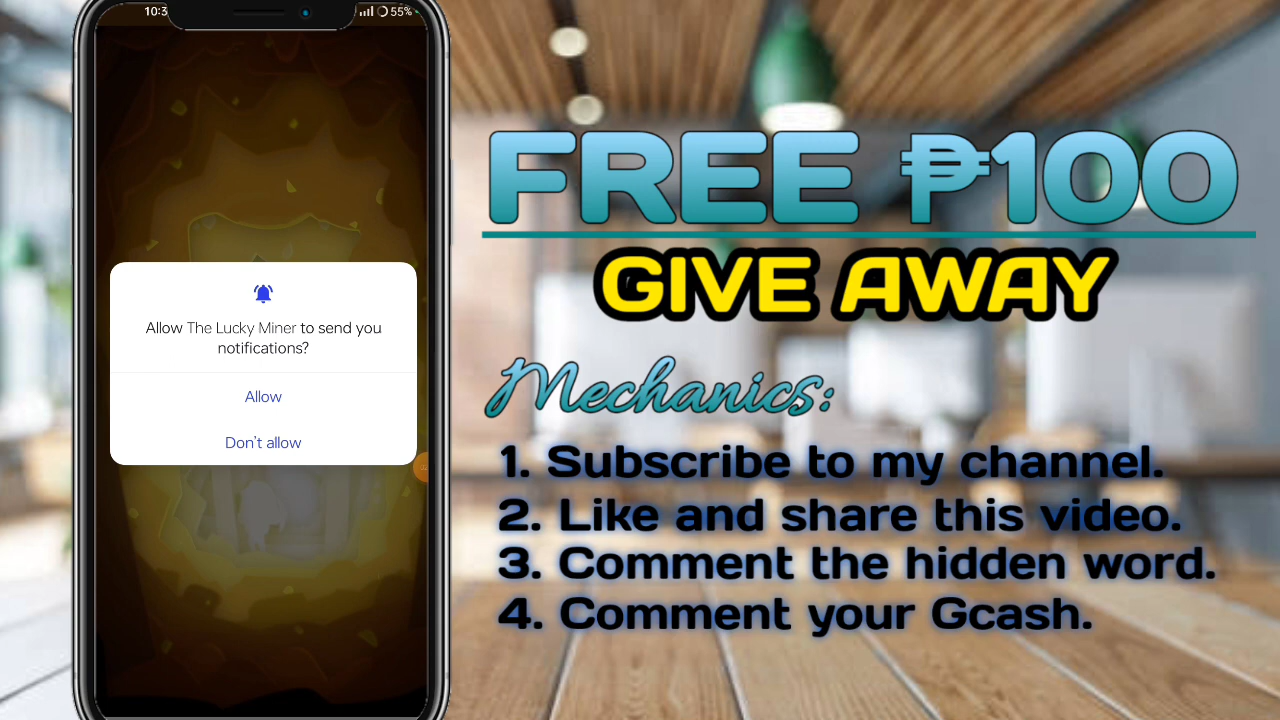 10:3
55%
Allow The Lucky Miner to send you
notifications?
Allow
Don't allow
FREE ₱100
GIVE AWAY
Mechanics:
1. Subscribe to my channel.
2. Like and share this video.
3. Comment the hidden word.
4. Comment your Gcash.